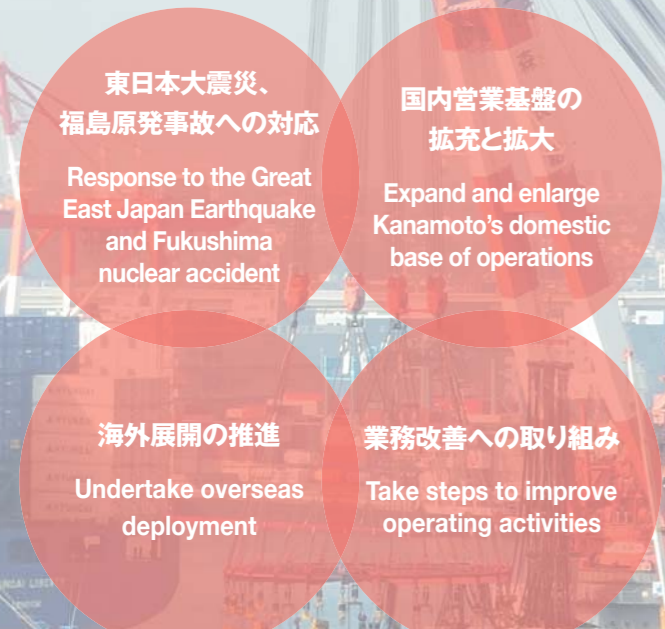 東日本大震災、
福島原発事故への対応
Response to the Great
East Japan Earthquake
and Fukushima
nuclear accident
国内営業基盤の
拡充と拡大
Expand and enlarge
Kanamoto's domestic
base of operations
海外展開の推進
Undertake overseas
deployment
業務改善への取り組み
Take steps to improve
operating activities